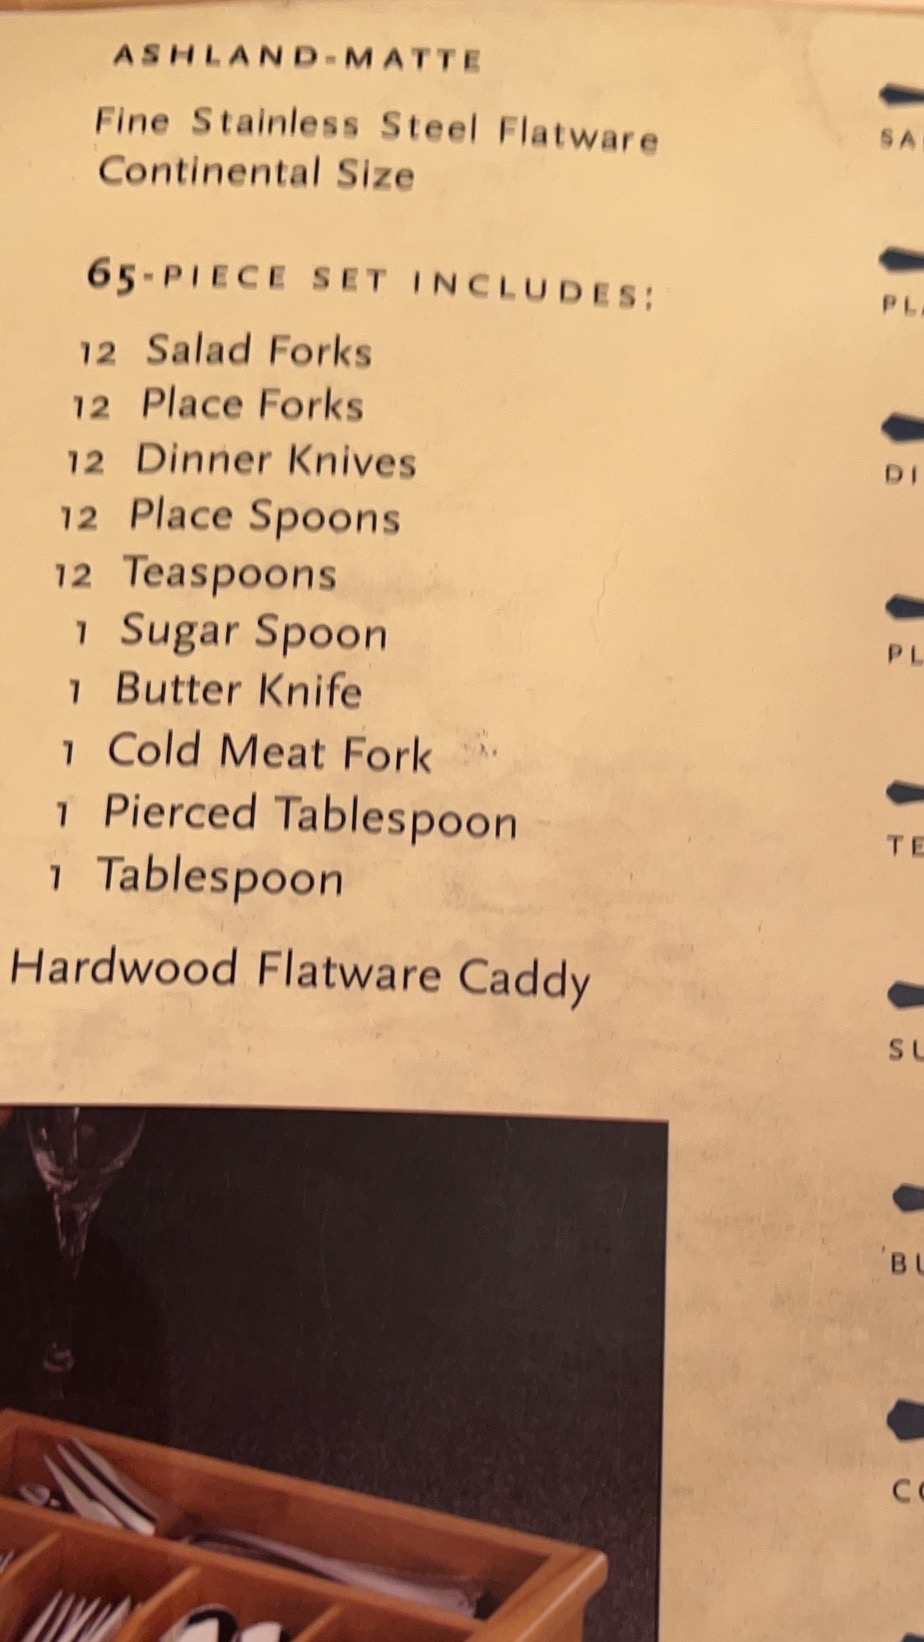 ASHLAND-MATTE
Fine Stainless Steel Flatware
Continental Size
65-PIECE SET INCLUDES:
12 Salad Forks
12 Place Forks
12 Dinner Knives
12 Place Spoons
12 Teaspoons
1 Sugar Spoon
1 Butter Knife
1 Cold Meat Fork
1 Pierced Tablespoon
1 Tablespoon
Hardwood Flatware Caddy